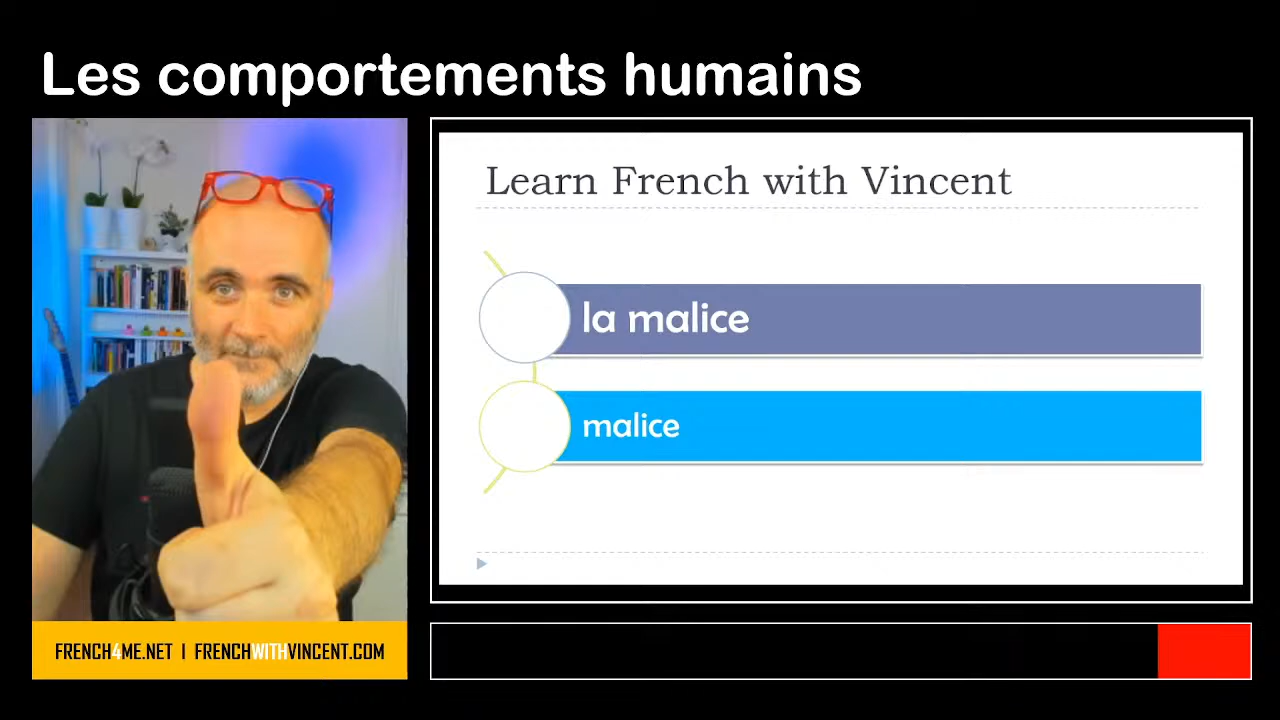 Les comportements humains
Learn French with Vincent
la malice
malice
FRENCH4ME.NET | FRENCHWITHVINCENT.COM